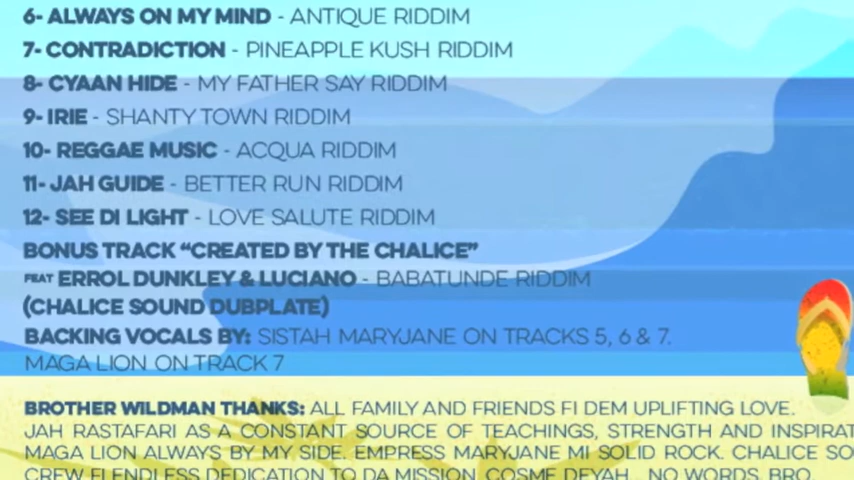 6- ALWAYS ON MY MIND - ANTIQUE RIDDIM
7- CONTRADICTION - PINEAPPLE KUSH RIDDIM
8- CYAAN HIDE - MY FATHER SAY RIDDIM
9- IRIE - SHANTY TOWN RIDDIM
10- REGGAE MUSIC - ACQUA RIDDIM
11- JAH GUIDE - BETTER RUN RIDDIM
12- SEE DI LIGHT - LOVE SALUTE RIDDIM
BONUS TRACK “CREATED BY THE CHALICE”
FEAT ERROL DUNKLEY & LUCIANO - BABATUNDE RIDDIM
(CHALICE SOUND DUBPLATE)
BACKING VOCALS BY: SISTAH MARYJANE ON TRACKS 5, 6 & 7.
MAGA LION ON TRACK 7
BROTHER WILDMAN THANKS: ALL FAMILY AND FRIENDS FI DEM UPLIFTING LOVE.
JAH RASTAFARI AS A CONSTANT SOURCE OF TEACHINGS, STRENGTH AND INSPIRAT
MAGA LION ALWAYS BY MY SIDE. EMPRESS MARYJANE MI SOLID ROCK. CHALICE SO
CREW FI ENDLESS DEDICATION TO DA MISSION. COSME DEYAH... NO WORDS, BRO.